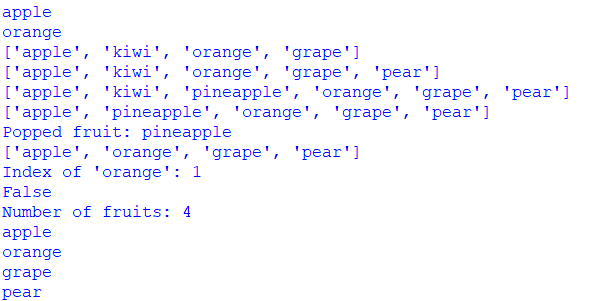 apple
orange
['apple', 'kiwi', 'orange', 'grape']
['apple', 'kiwi', 'orange', 'grape', 'pear']
['apple', 'kiwi', 'pineapple', 'orange', 'grape', 'pear']
['apple', 'pineapple', 'orange', 'grape', 'pear']
Popped fruit: pineapple
['apple', 'orange', 'grape', 'pear']
Index of 'orange': 1
False
Number of fruits: 4
apple
orange
grape
pear